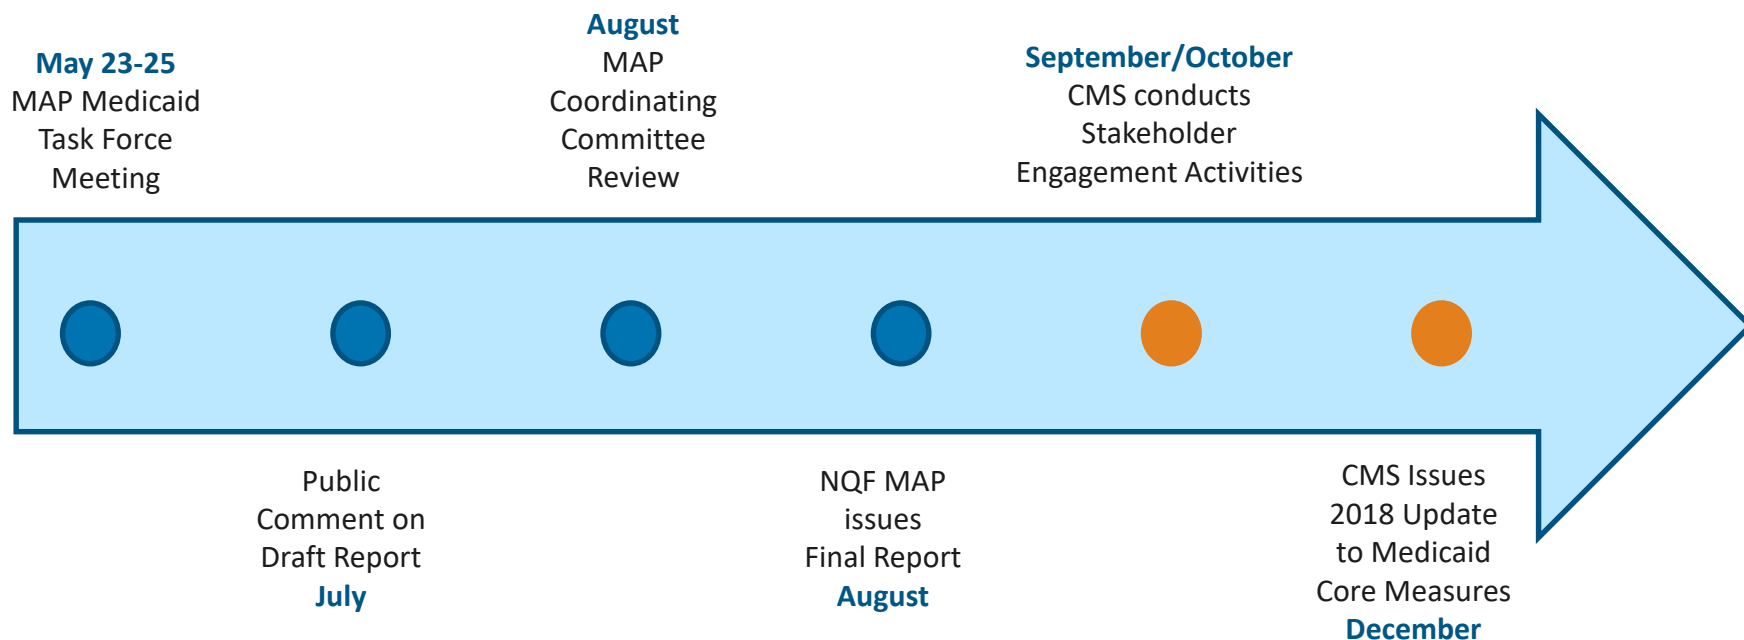 May 23-25
MAP Medicaid
Task Force
Meeting
Public
Comment on
Draft Report
July
August
MAP
Coordinating
Committee
Review
NQF MAP
issues
Final Report
August
September/October
CMS conducts
Stakeholder
Engagement Activities
CMS Issues
2018 Update
to Medicaid
Core Measures
December